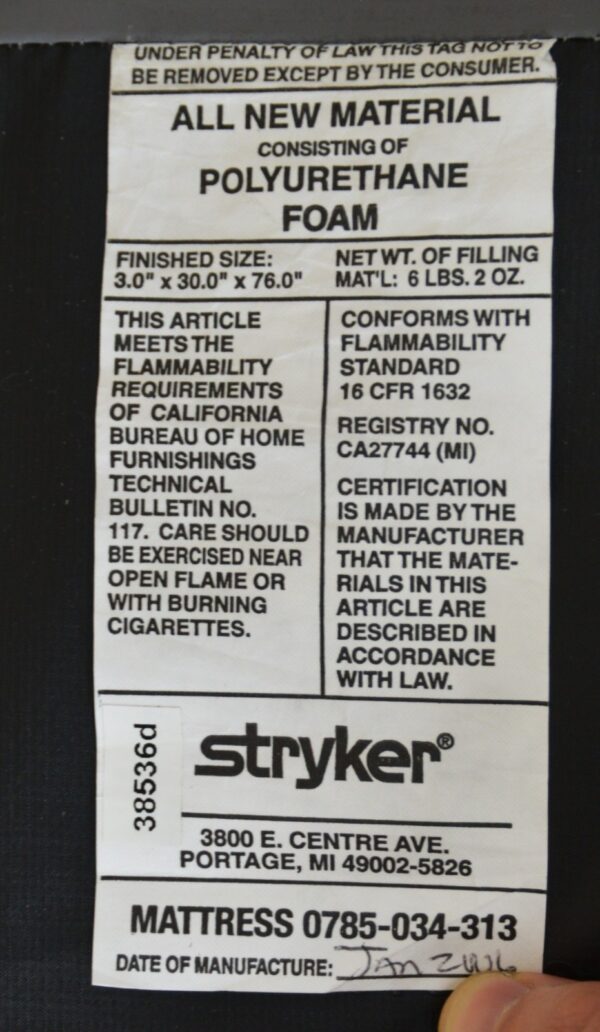 UNDER PENALTY OF LAW THIS TAG NOT TO
BE REMOVED EXCEPT BY THE CONSUMER.
ALL NEW MATERIAL
CONSISTING OF
POLYURETHANE
FOAM
FINISHED SIZE:
3.0" x 30.0" x 76.0"
NET WT. OF FILLING
MAT'L: 6 LBS. 2 OZ.
THIS ARTICLE
MEETS THE
FLAMMABILITY
REQUIREMENTS
OF CALIFORNIA
BUREAU OF HOME
FURNISHINGS
TECHNICAL
BULLETIN NO.
117. CARE SHOULD
BE EXERCISED NEAR
OPEN FLAME OR
WITH BURNING
CIGARETTES.
CONFORMS WITH
FLAMMABILITY
STANDARD
16 CFR 1632
REGISTRY NO.
CA27744 (MI)
CERTIFICATION
IS MADE BY THE
MANUFACTURER
THAT THE MATE-
RIALS IN THIS
ARTICLE ARE
DESCRIBED IN
ACCORDANCE
WITH LAW.
38536d
stryker®
3800 E. CENTRE AVE.
PORTAGE, MI 49002-5826
MATTRESS 0785-034-313
DATE OF MANUFACTURE: Jan